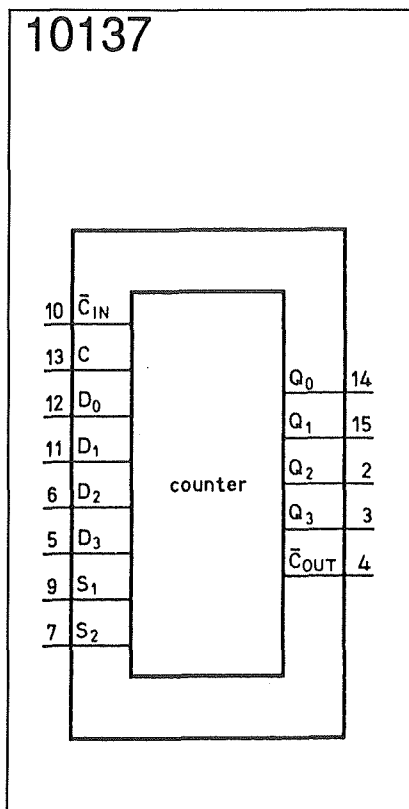 10137
10 C̄IN
13 C
12 D0
11 D1
6 D2
5 D3
9 S1
7 S2
counter
Q0 14
Q1 15
Q2 2
Q3 3
C̄OUT 4